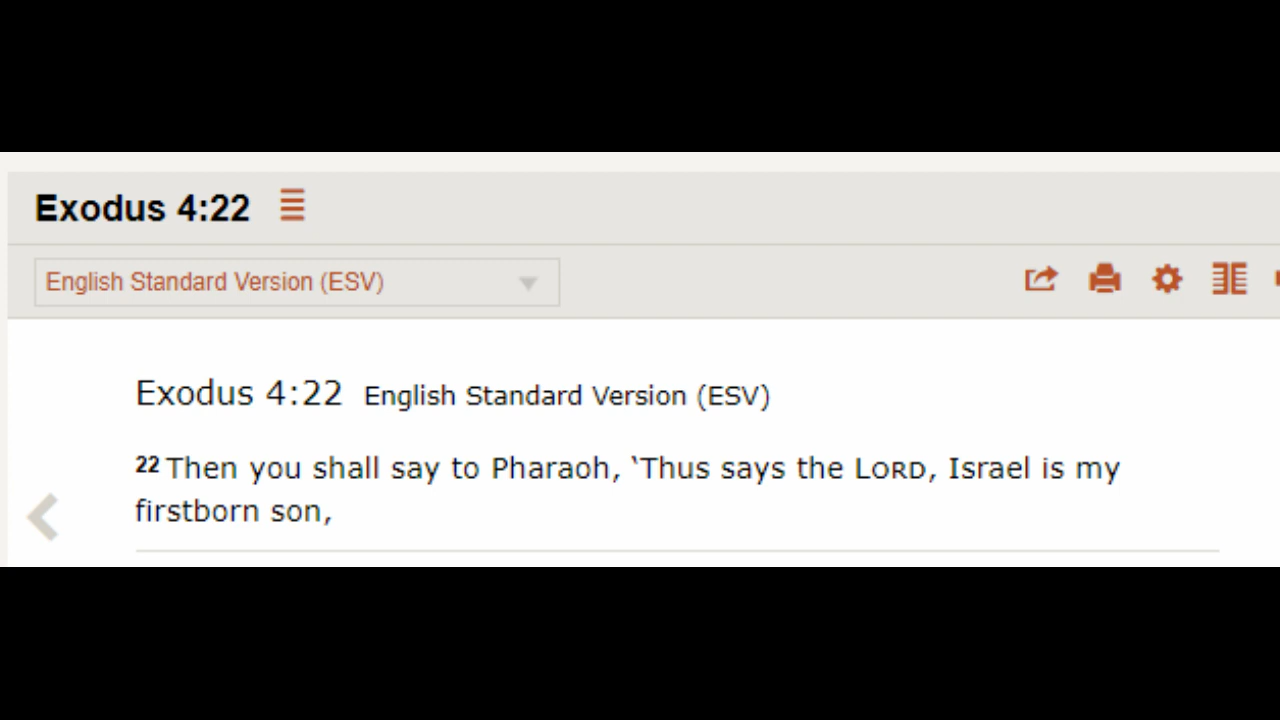 Exodus 4:22
English Standard Version (ESV)
Exodus 4:22 English Standard Version (ESV)
22 Then you shall say to Pharaoh, ‛Thus says the LORD, Israel is my
firstborn son,